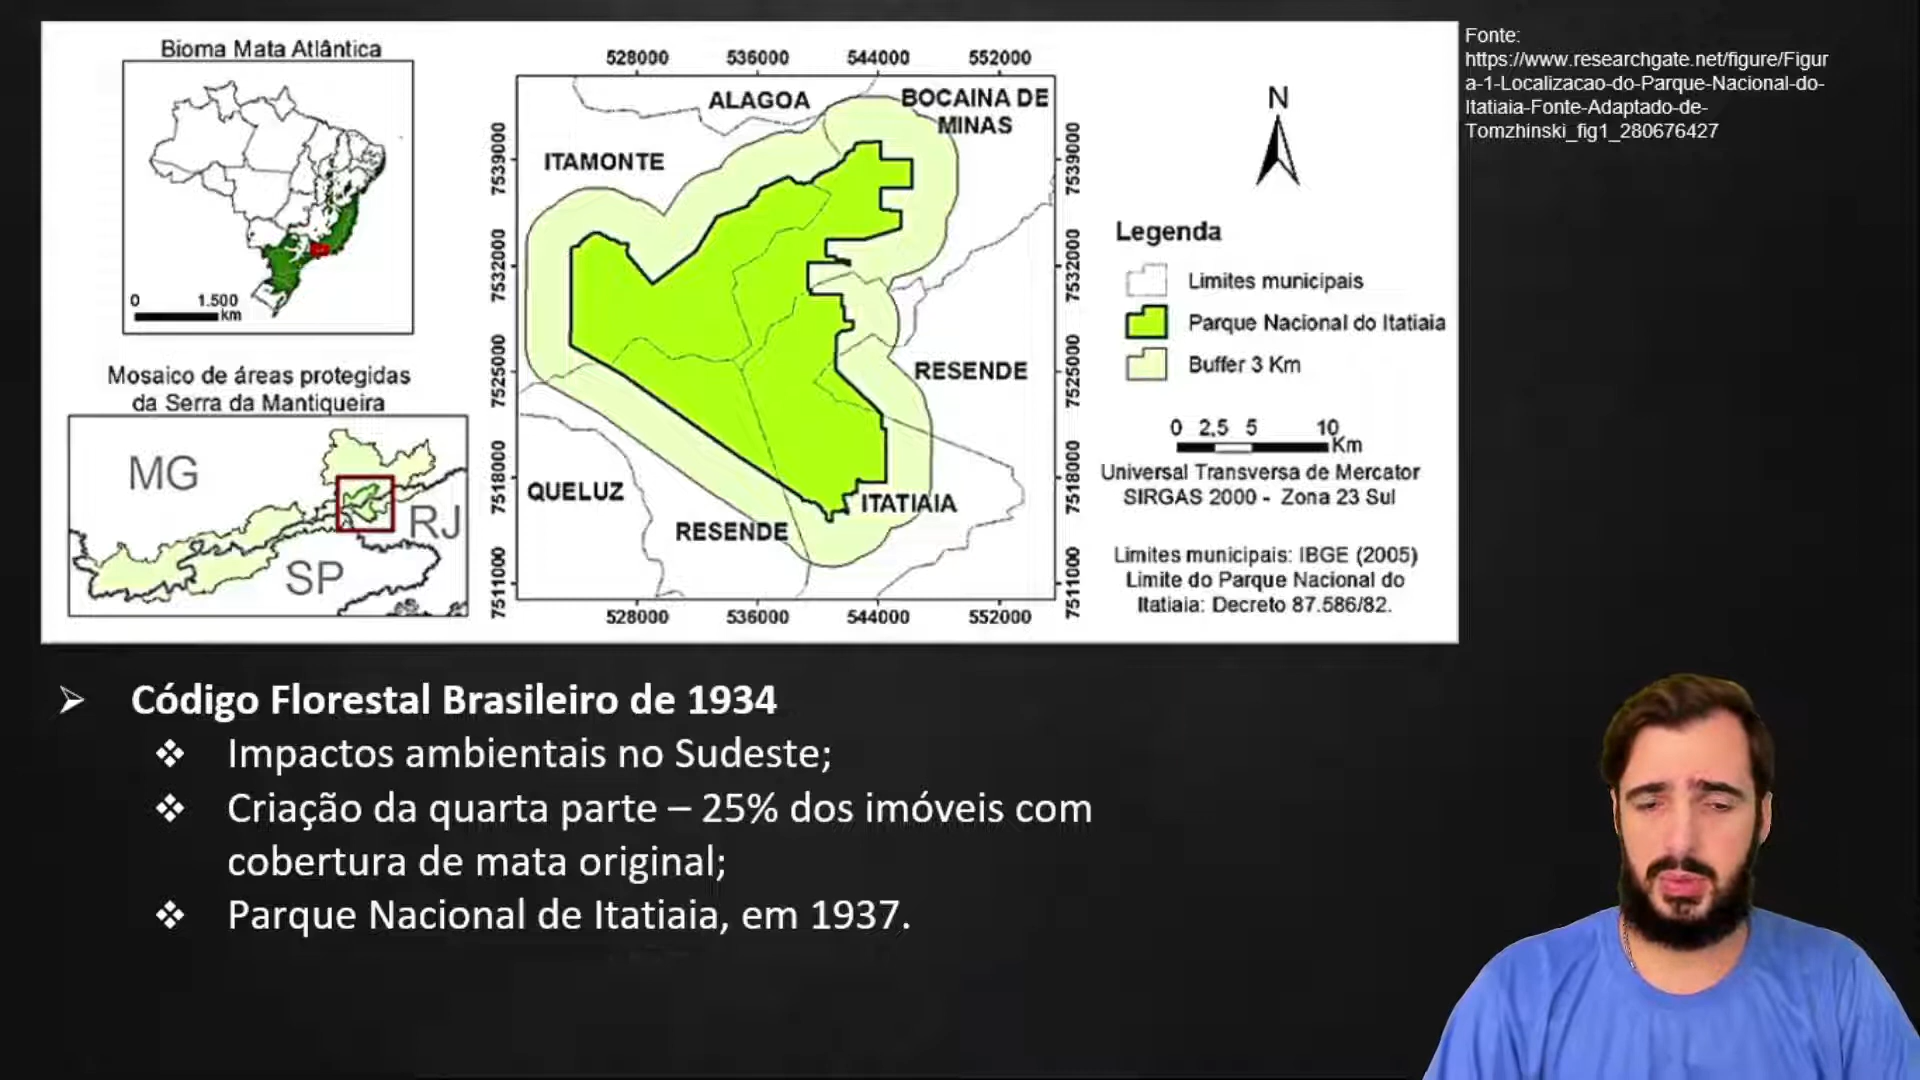 Bioma Mata Atlântica
0 1.500
km
Mosaico de áreas protegidas
da Serra da Mantiqueira
MG
RJ
SP
528000 536000 544000 552000
ALAGOA
BOCAINA DE
MINAS
ITAMONTE
RESENDE
QUELUZ
ITATIAIA
RESENDE
7539000
7532000
7525000
7518000
7511000
7539000
7532000
7525000
7518000
7511000
528000 536000 544000 552000
N
Legenda
Limites municipais
Parque Nacional do Itatiaia
Buffer 3 Km
0 2,5 5 10
Km
Universal Transversa de Mercator
SIRGAS 2000 - Zona 23 Sul
Limites municipais: IBGE (2005)
Limite do Parque Nacional do
Itatiaia: Decreto 87.586/82.
Fonte:
https://www.researchgate.net/figure/Figur
a-1-Localizacao-do-Parque-Nacional-do-
Itatiaia-Fonte-Adaptado-de-
Tomzhinski_fig1_280676427
➢ Código Florestal Brasileiro de 1934
❖ Impactos ambientais no Sudeste;
❖ Criação da quarta parte – 25% dos imóveis com
cobertura de mata original;
❖ Parque Nacional de Itatiaia, em 1937.